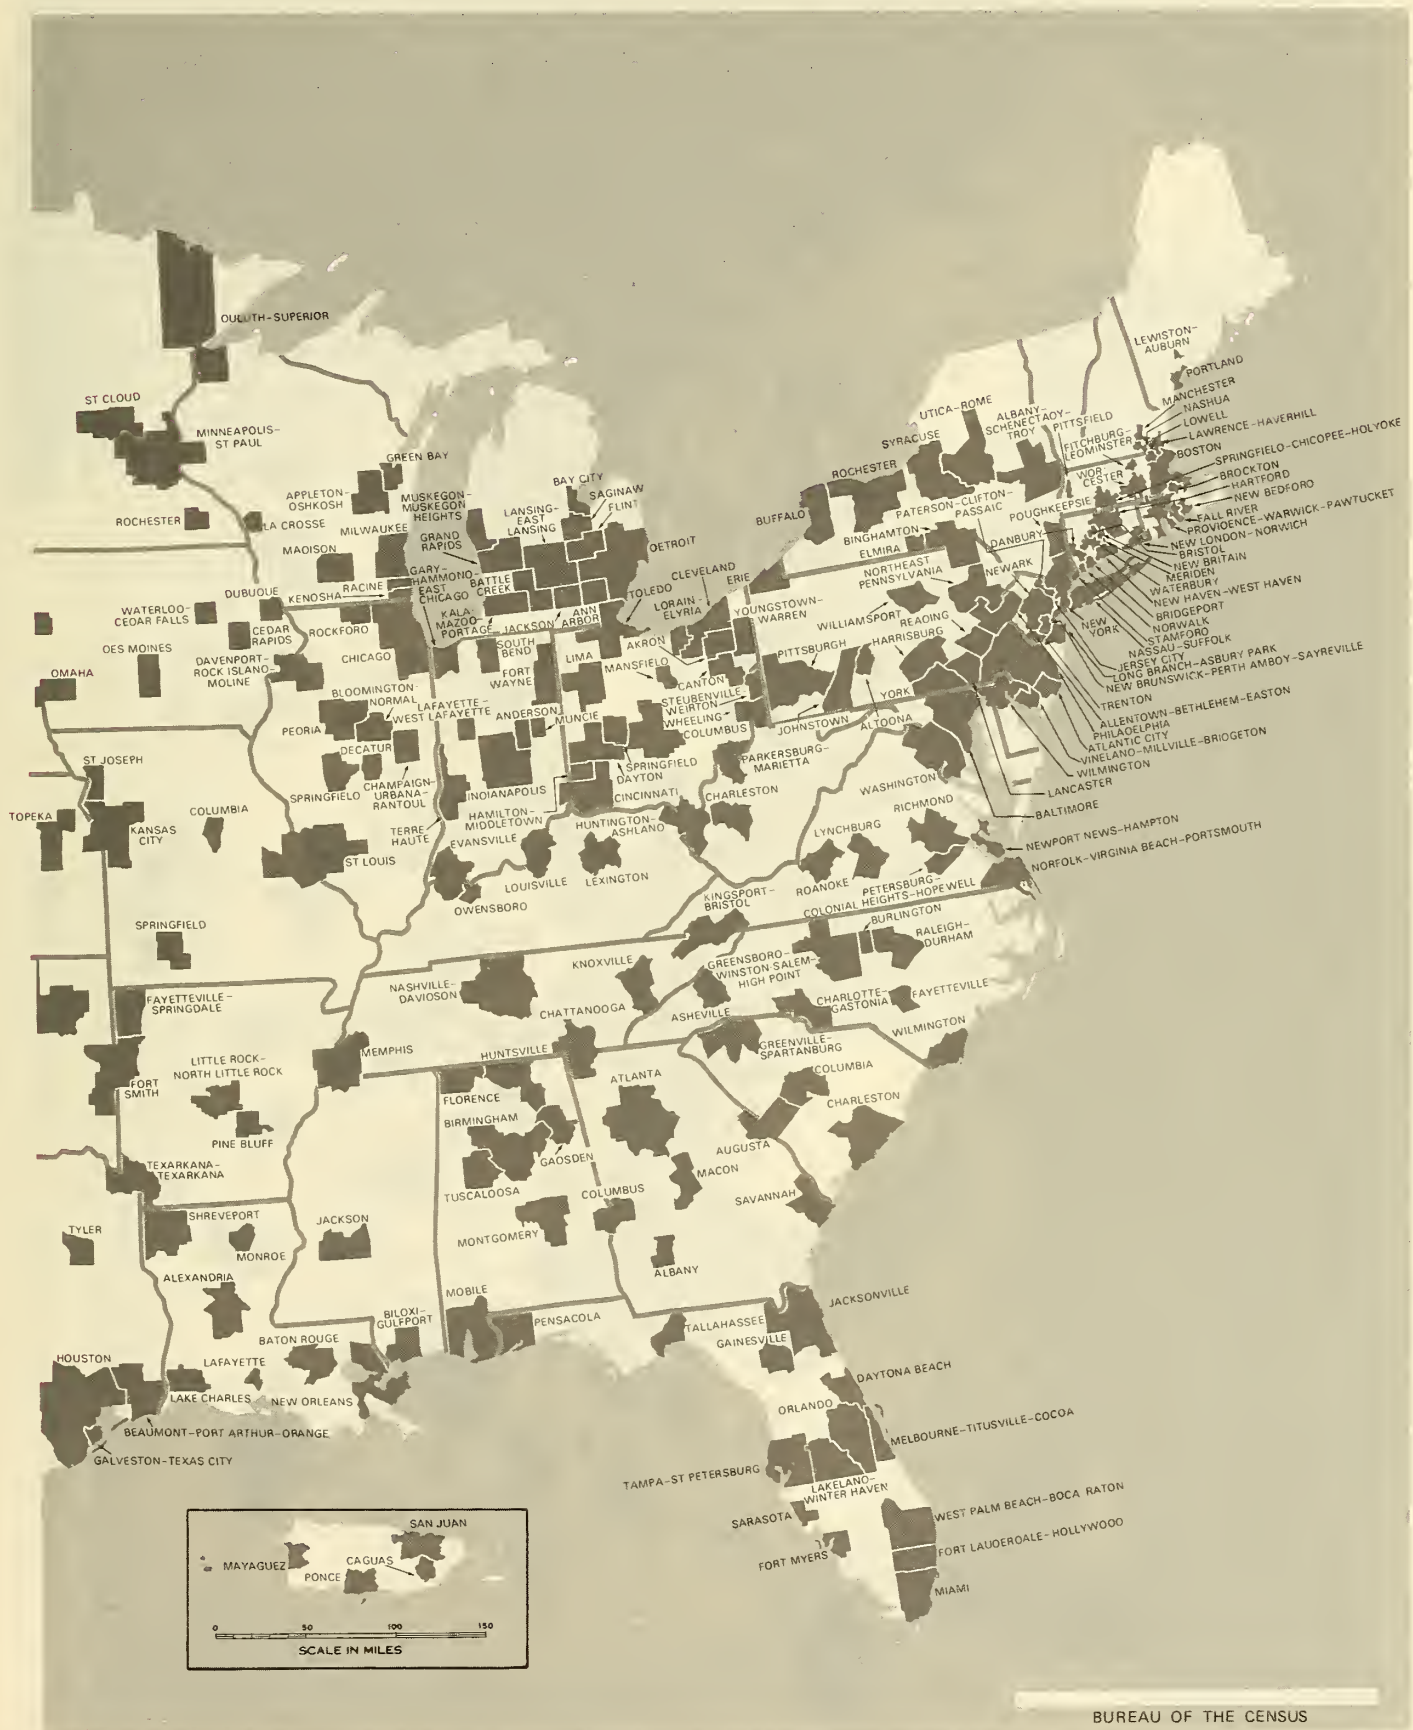 DULUTH-SUPERIOR
LEWISTON-
AUBURN
PORTLAND
ST CLOUD
MINNEAPOLIS-
ST PAUL
MANCHESTER
NASHUA
LOWELL
LAWRENCE-HAVERHILL
BOSTON
SPRINGFIELD-CHICOPEE-HOLYOKE
BROCKTON
HARTFORD
NEW BEDFORD
FALL RIVER
PROVIDENCE-WARWICK-PAWTUCKET
NEW LONDON-NORWICH
BRISTOL
NEW BRITAIN
MERIDEN
WATERBURY
NEW HAVEN-WEST HAVEN
BRIDGEPORT
NORWALK
STAMFORD
NASSAU-SUFFOLK
JERSEY CITY
LONG BRANCH-ASBURY PARK
NEW BRUNSWICK-PERTH AMBOY-SAYREVILLE
TRENTON
ALLENTOWN-BETHLEHEM-EASTON
PHILADELPHIA
ATLANTIC CITY
VINELAND-MILLVILLE-BRIDGETON
WILMINGTON
LANCASTER
BALTIMORE
UTICA-ROME
ALBANY-
SCHENECTADY-
TROY
PITTSFIELD
FITCHBURG-
LEOMINSTER
WOR-
CESTER
SYRACUSE
ROCHESTER
BUFFALO
BINGHAMTON
ELMIRA
PATERSON-CLIFTON-
PASSAIC
POUGHKEEPSIE
DANBURY
NEWARK
NEW
YORK
NORTHEAST
PENNSYLVANIA
WILLIAMSPORT
READING
HARRISBURG
YORK
ALTOONA
JOHNSTOWN
PITTSBURGH
ERIE
GREEN BAY
APPLETON-
OSHKOSH
ROCHESTER
LA CROSSE
MILWAUKEE
MADISON
RACINE
KENOSHA
MUSKEGON-
MUSKEGON
HEIGHTS
GRAND
RAPIDS
LANSING-
EAST
LANSING
BAY CITY
SAGINAW
FLINT
DETROIT
GARY-
HAMMOND-
EAST
CHICAGO
BATTLE
CREEK
KALA-
MAZOO-
PORTAGE
JACKSON
ANN
ARBOR
TOLEDO
CLEVELAND
LORAIN-
ELYRIA
YOUNGSTOWN-
WARREN
AKRON
MANSFIELD
CANTON
STEUBENVILLE
WEIRTON
WHEELING
COLUMBUS
LIMA
SOUTH
BEND
FORT
WAYNE
DUBUQUE
WATERLOO-
CEDAR FALLS
CEDAR
RAPIDS
ROCKFORD
CHICAGO
DES MOINES
DAVENPORT-
ROCK ISLAND-
MOLINE
OMAHA
BLOOMINGTON-
NORMAL
LAFAYETTE-
WEST LAFAYETTE
ANDERSON
MUNCIE
PEORIA
DECATUR
SPRINGFIELD
CHAMPAIGN-
URBANA-
RANTOUL
INDIANAPOLIS
SPRINGFIELD
DAYTON
HAMILTON-
MIDDLETOWN
CINCINNATI
TERRE
HAUTE
PARKERSBURG-
MARIETTA
CHARLESTON
HUNTINGTON-
ASHLAND
EVANSVILLE
LOUISVILLE
LEXINGTON
OWENSBORO
ST JOSEPH
TOPEKA
KANSAS
CITY
COLUMBIA
ST LOUIS
SPRINGFIELD
WASHINGTON
RICHMOND
LYNCHBURG
ROANOKE
NEWPORT NEWS-HAMPTON
NORFOLK-VIRGINIA BEACH-PORTSMOUTH
PETERSBURG-
COLONIAL HEIGHTS-HOPEWELL
KINGSPORT-
BRISTOL
BURLINGTON
RALEIGH-
DURHAM
GREENSBORO-
WINSTON-SALEM-
HIGH POINT
KNOXVILLE
NASHVILLE-
DAVIDSON
CHATTANOOGA
ASHEVILLE
CHARLOTTE-
GASTONIA
FAYETTEVILLE
WILMINGTON
FAYETTEVILLE-
SPRINGDALE
FORT
SMITH
LITTLE ROCK-
NORTH LITTLE ROCK
PINE BLUFF
MEMPHIS
HUNTSVILLE
FLORENCE
BIRMINGHAM
GADSDEN
TUSCALOOSA
MONTGOMERY
ATLANTA
GREENVILLE-
SPARTANBURG
COLUMBIA
CHARLESTON
AUGUSTA
MACON
SAVANNAH
COLUMBUS
ALBANY
TEXARKANA-
TEXARKANA
SHREVEPORT
MONROE
TYLER
JACKSON
ALEXANDRIA
BILOXI-
GULFPORT
MOBILE
PENSACOLA
TALLAHASSEE
JACKSONVILLE
GAINESVILLE
BATON ROUGE
HOUSTON
LAFAYETTE
LAKE CHARLES
NEW ORLEANS
BEAUMONT-PORT ARTHUR-ORANGE
GALVESTON-TEXAS CITY
DAYTONA BEACH
ORLANDO
MELBOURNE-TITUSVILLE-COCOA
TAMPA-ST PETERSBURG
LAKELAND-
WINTER HAVEN
SARASOTA
FORT MYERS
WEST PALM BEACH-BOCA RATON
FORT LAUDERDALE-HOLLYWOOD
MIAMI
SAN JUAN
MAYAGUEZ
CAGUAS
PONCE
0 50 100 150
SCALE IN MILES
BUREAU OF THE CENSUS